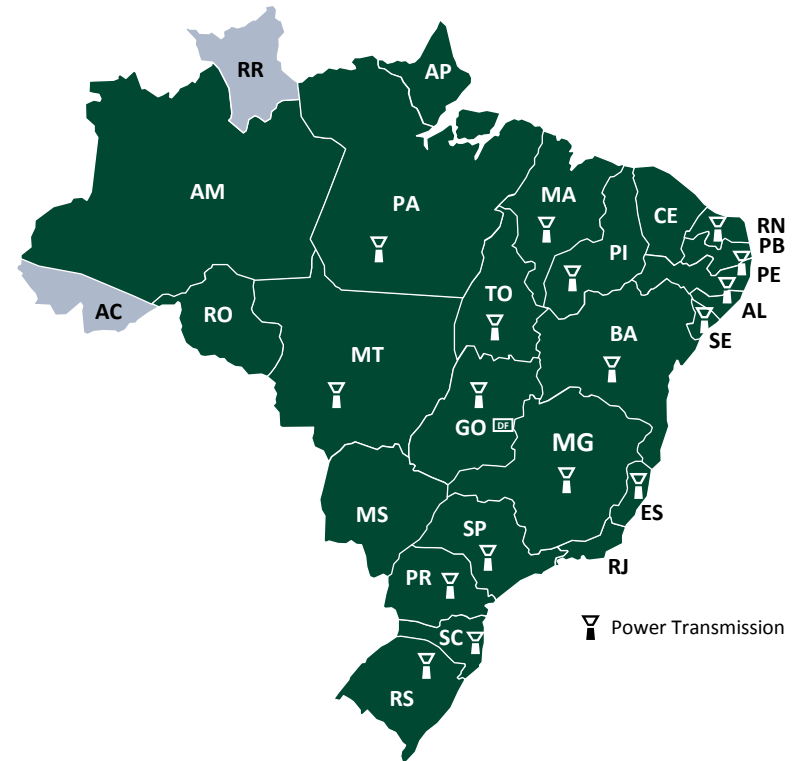 RR
AP
AM
PA
MA
CE
RN
PB
PI
PE
TO
AL
AC
RO
BA
SE
MT
GO
DF
MG
ES
MS
SP
RJ
PR
Power Transmission
SC
RS